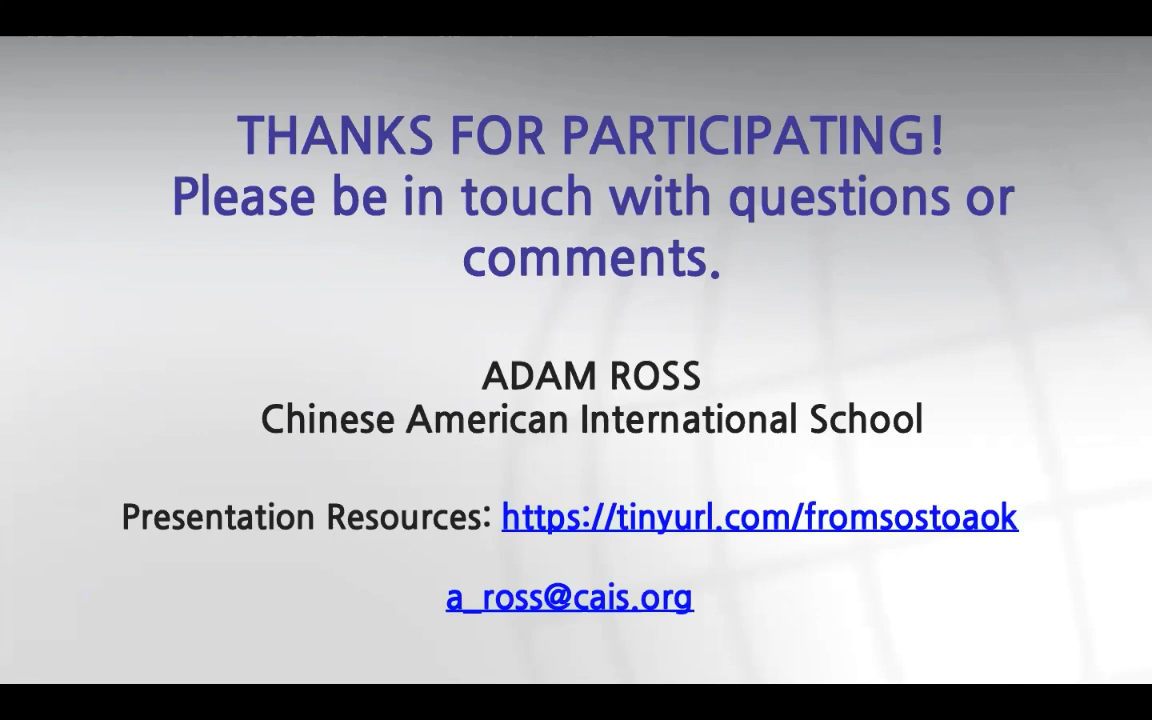 THANKS FOR PARTICIPATING!
Please be in touch with questions or
comments.
ADAM ROSS
Chinese American International School
Presentation Resources: https://tinyurl.com/fromsostoaok
a_ross@cais.org